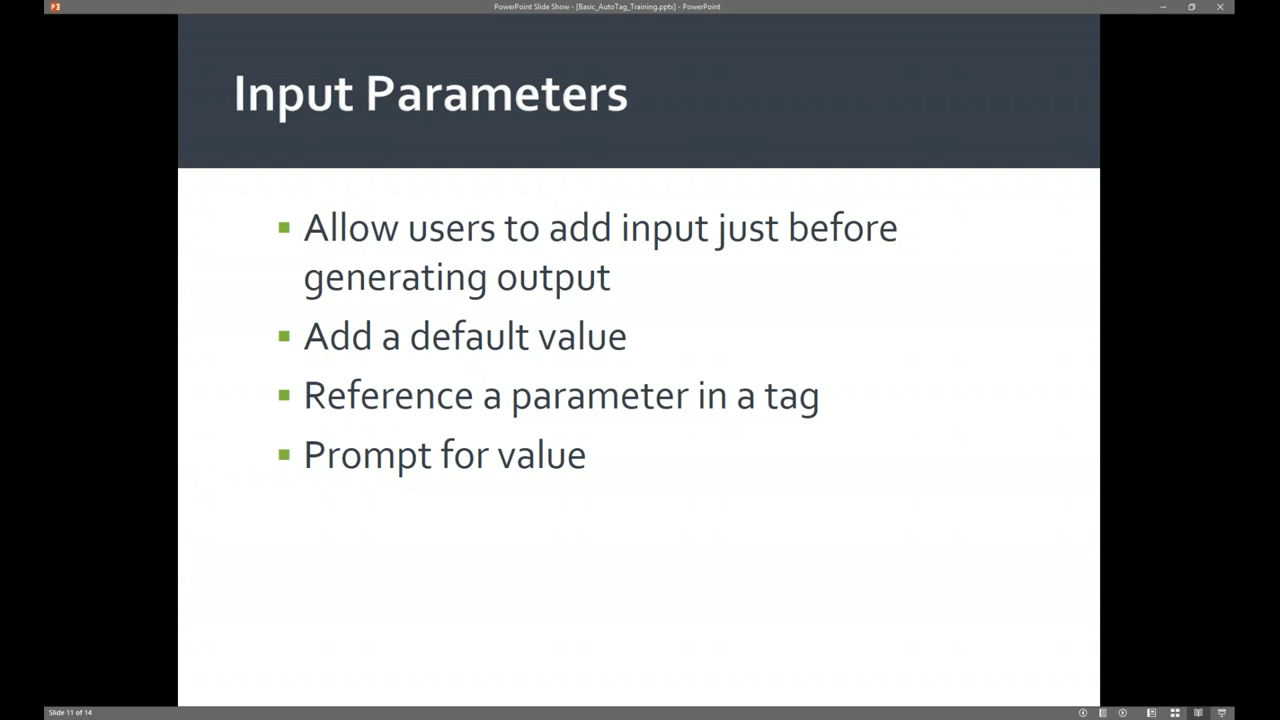 PowerPoint Slide Show - [Basic_AutoTag_Training.pptx] - PowerPoint
Input Parameters
Allow users to add input just before
generating output
Add a default value
Reference a parameter in a tag
Prompt for value
Slide 11 of 14